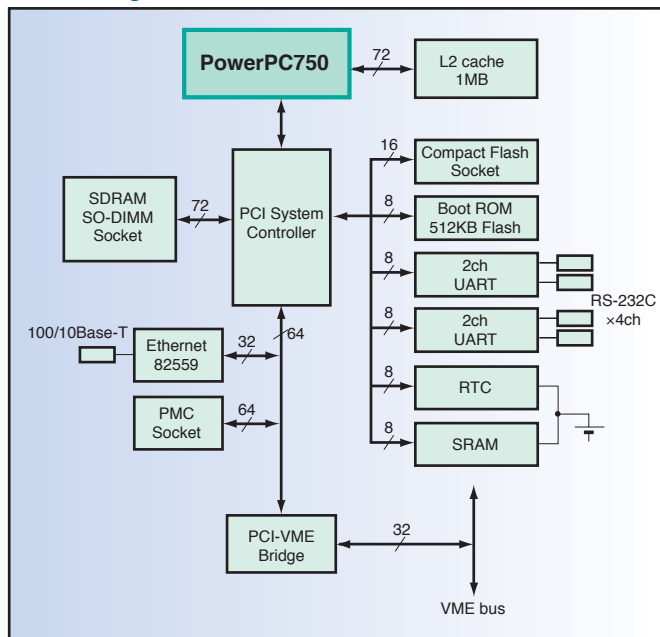 PowerPC750
72
L2 cache
1MB
16
Compact Flash
Socket
SDRAM
SO-DIMM
Socket
72
PCI System
Controller
8
Boot ROM
512KB Flash
8
2ch
UART
RS-232C
×4ch
100/10Base-T
Ethernet
82559
32
64
8
2ch
UART
PMC
Socket
64
8
RTC
8
SRAM
PCI-VME
Bridge
32
VME bus